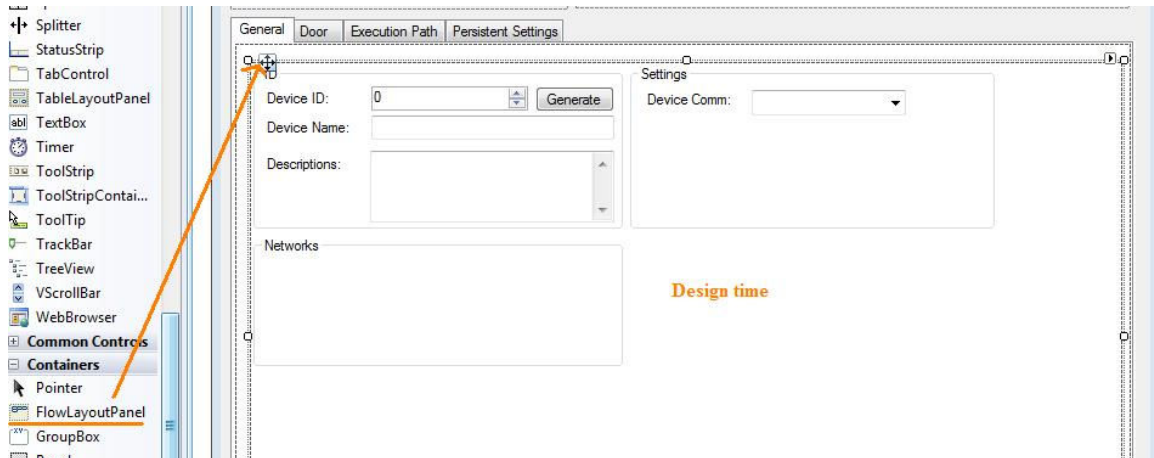 Splitter
StatusStrip
TabControl
TableLayoutPanel
TextBox
Timer
ToolStrip
ToolStripContai...
ToolTip
TrackBar
TreeView
VScrollBar
WebBrowser
Common Controls
Containers
Pointer
FlowLayoutPanel
GroupBox
General Door Execution Path Persistent Settings
ID Settings
Device ID: 0 Generate Device Comm:
Device Name:
Descriptions:
Networks
Design time